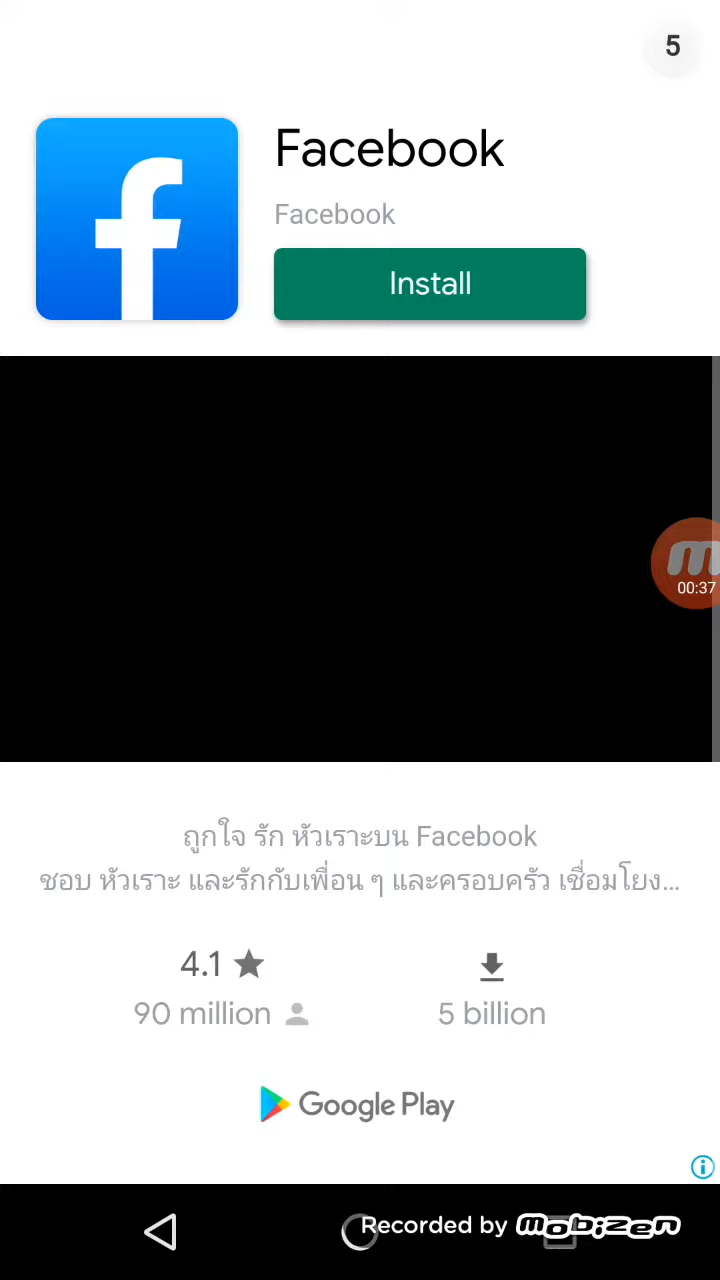 5
Facebook
Facebook
Install
00:37
ถูกใจ รัก หัวเราะบน Facebook
ชอบ หัวเราะ และรักกับเพื่อน ๆ และครอบครัว เชื่อมโยง...
4.1
90 million
5 billion
Google Play
Recorded by mobizen